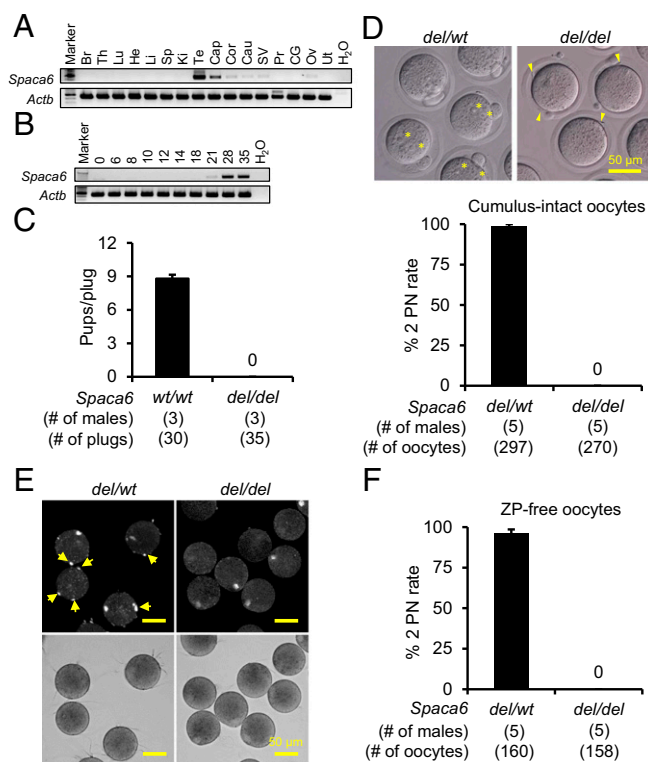 A
Marker Br Th Lu He Li Sp Ki Te Cap Cor Cau SV Pr CG Ov Ut H2O
Spaca6
Actb
B
Marker 0 6 8 10 12 14 18 21 28 35 H2O
Spaca6
Actb
C
Pups/plug
12
9
6
3
0
0
Spaca6 wt/wt del/del
(# of males) (3) (3)
(# of plugs) (30) (35)
D
del/wt del/del
50 µm
Cumulus-intact oocytes
% 2 PN rate
100
75
50
25
0
0
Spaca6 del/wt del/del
(# of males) (5) (5)
(# of oocytes) (297) (270)
E
del/wt del/del
50 µm
F
ZP-free oocytes
% 2 PN rate
100
75
50
25
0
0
Spaca6 del/wt del/del
(# of males) (5) (5)
(# of oocytes) (160) (158)